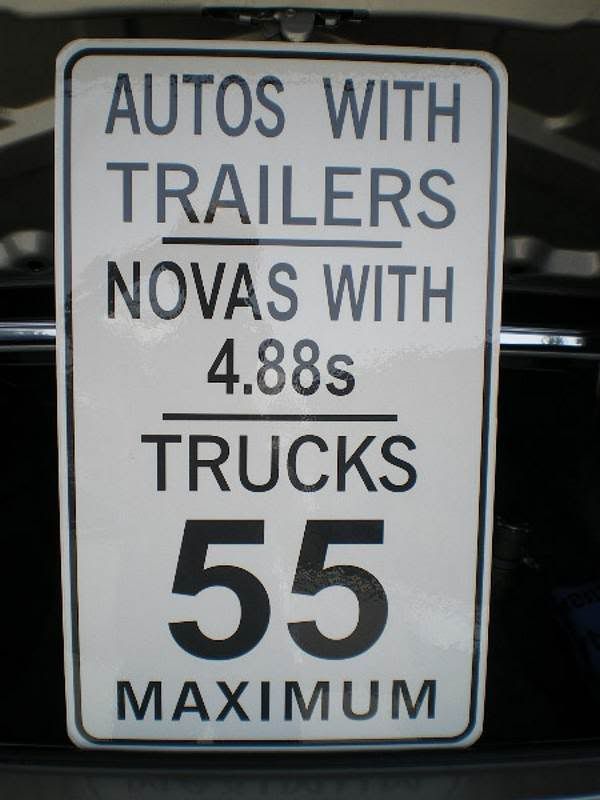 AUTOS WITH
TRAILERS
NOVAS WITH
4.88s
TRUCKS
55
MAXIMUM